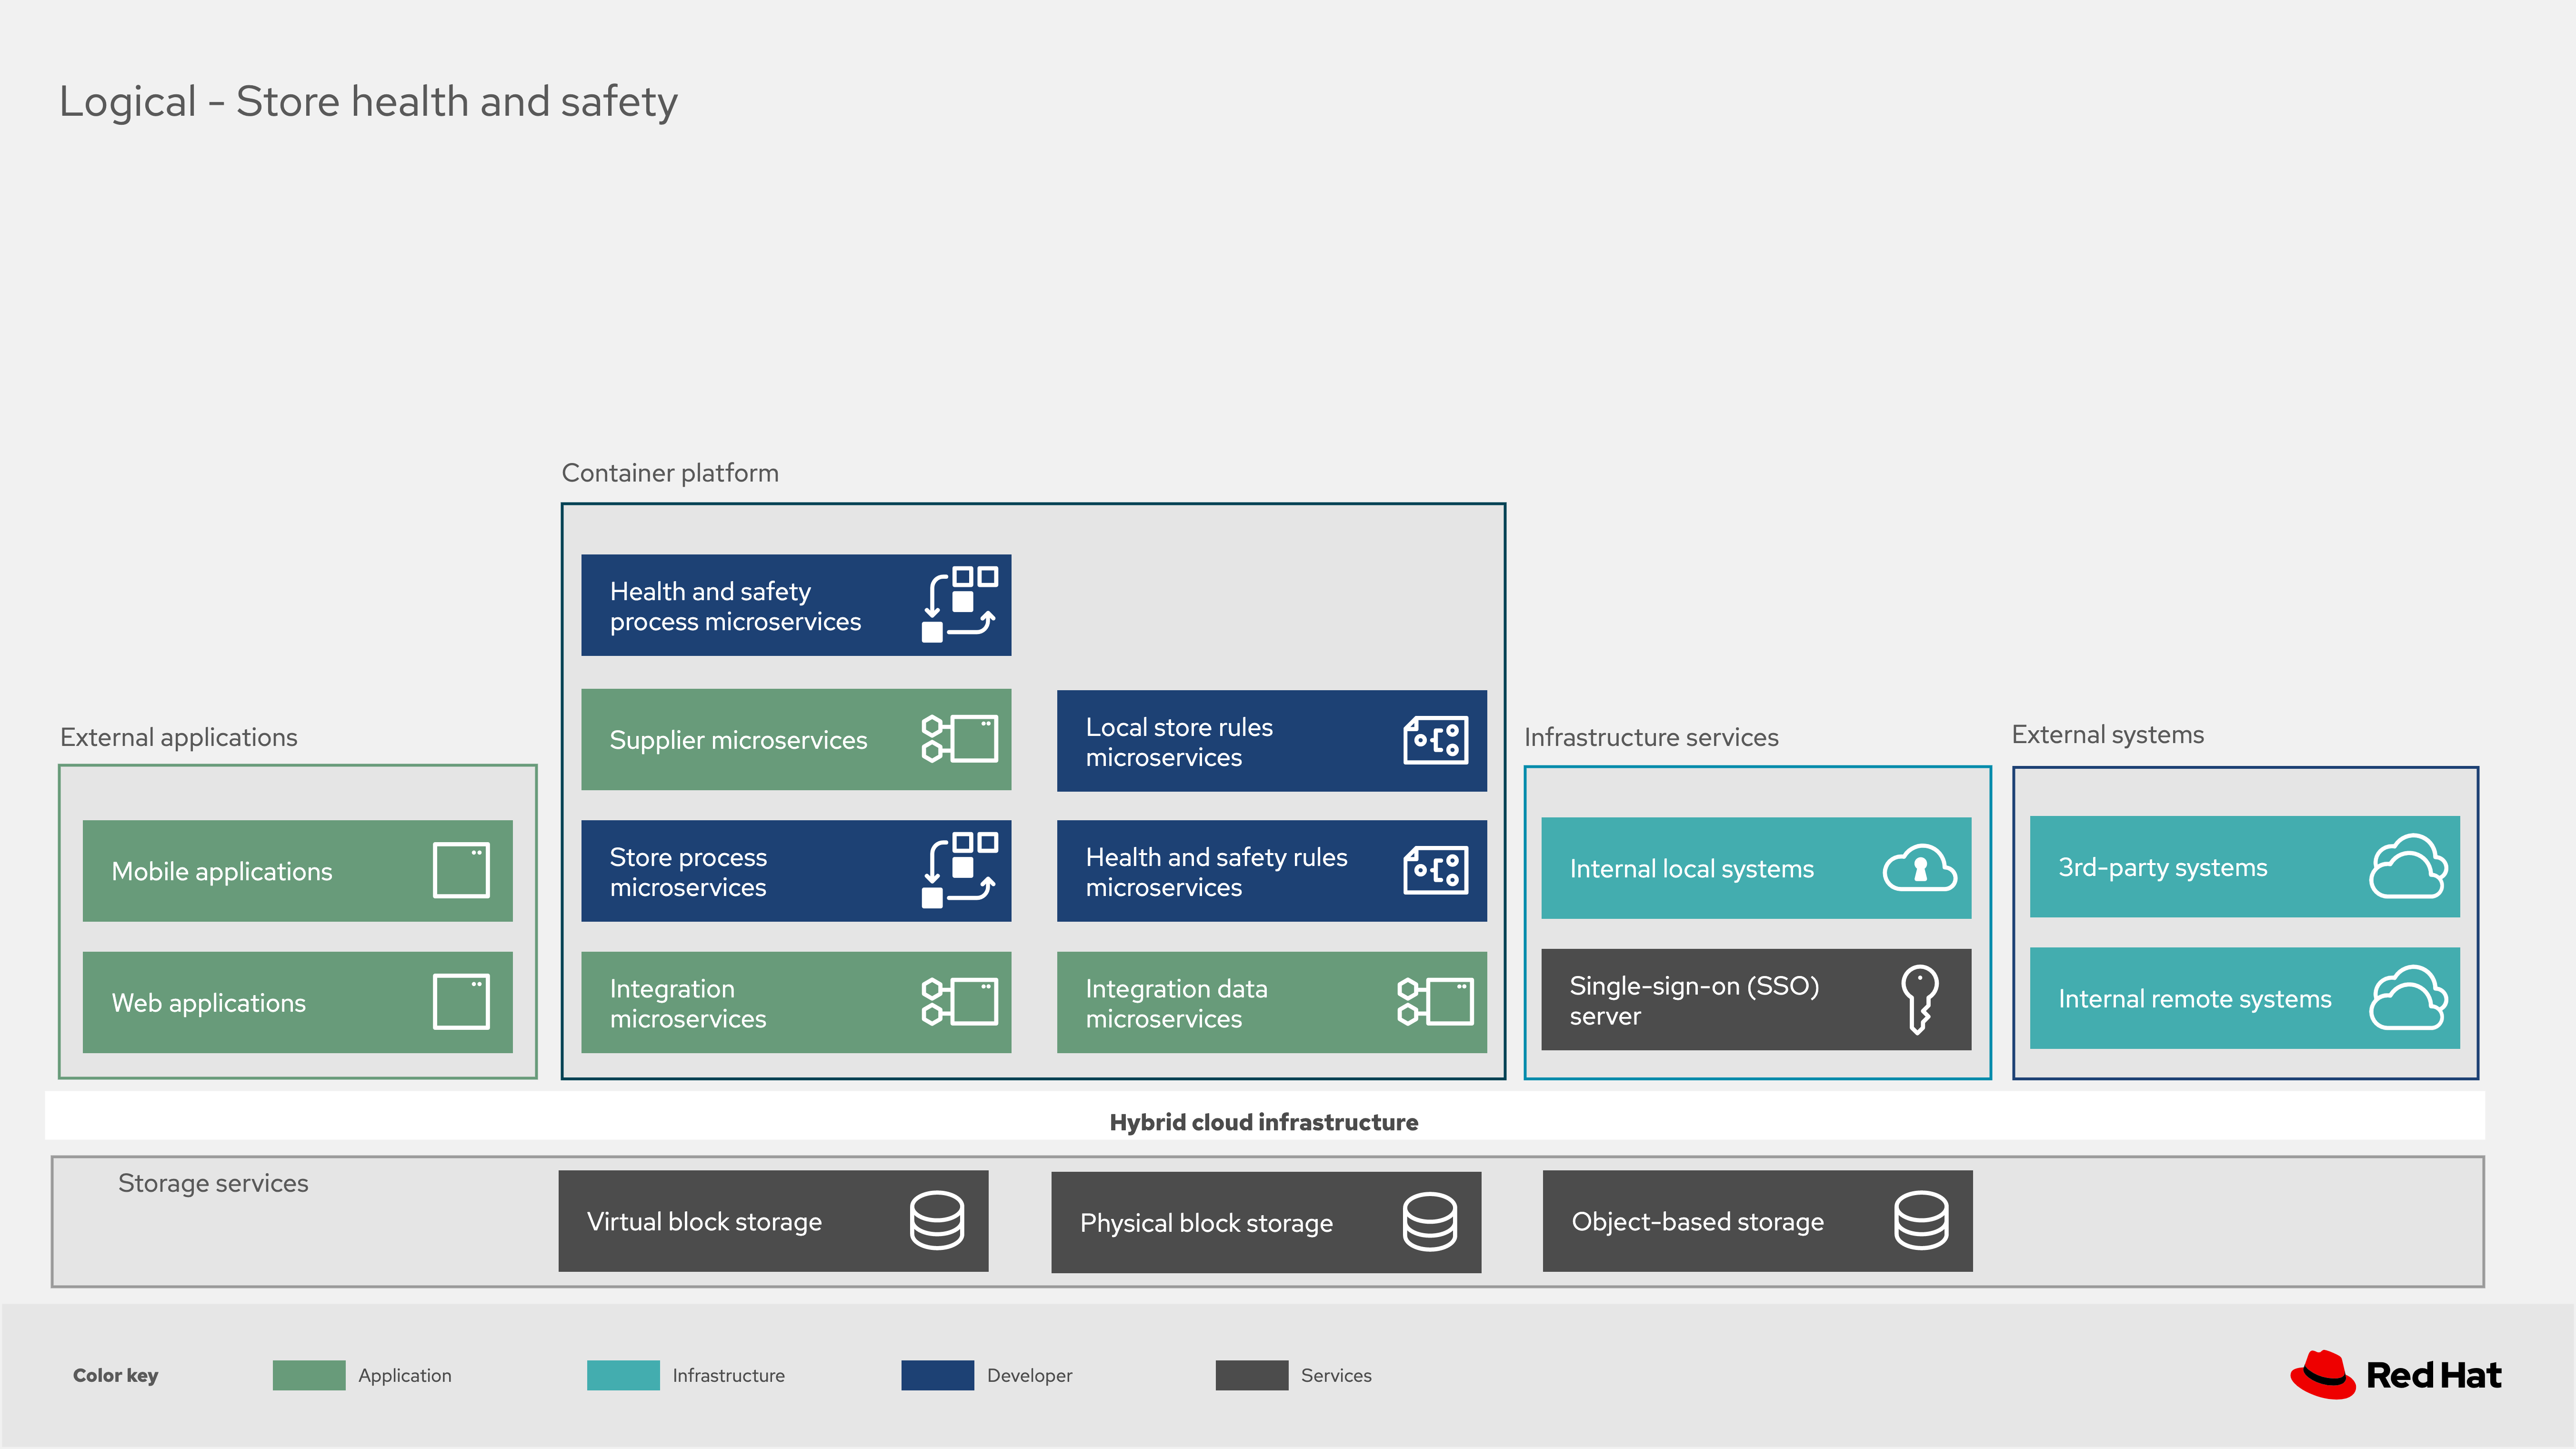 Logical - Store health and safety
Container platform
Health and safety
process microservices
Supplier microservices
Local store rules
microservices
Store process
microservices
Health and safety rules
microservices
Integration
microservices
Integration data
microservices
External applications
Mobile applications
Web applications
Infrastructure services
Internal local systems
Single-sign-on (SSO)
server
External systems
3rd-party systems
Internal remote systems
Hybrid cloud infrastructure
Storage services
Virtual block storage
Physical block storage
Object-based storage
Color key
Application
Infrastructure
Developer
Services
Red Hat